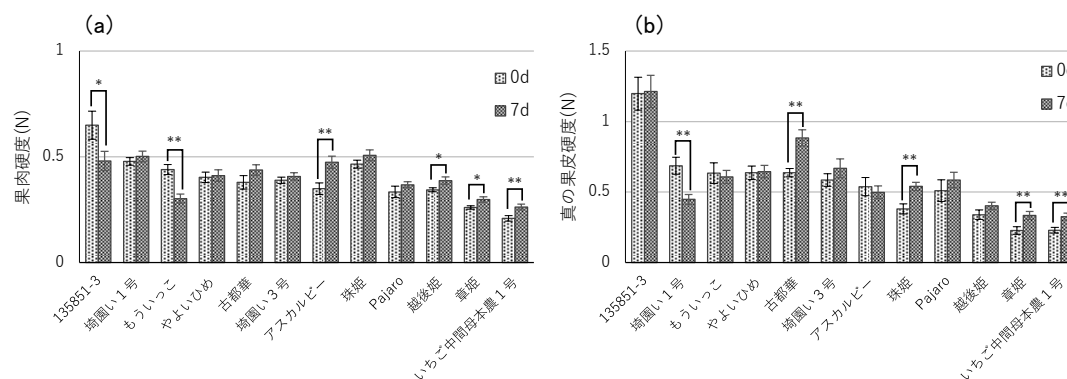 (a)
果肉硬度(N)
1
0.5
0
0d
7d
*
**
**
*
*
**
135851-3
埼園い1号
もういっこ
やよいひめ
古都華
埼園い3号
アスカルビー
珠姫
Pajaro
越後姫
章姫
いちご中間母本農1号
(b)
真の果皮硬度(N)
1.5
1
0.5
0
0d
7d
**
**
**
**
**
135851-3
埼園い1号
もういっこ
やよいひめ
古都華
埼園い3号
アスカルビー
珠姫
Pajaro
越後姫
章姫
いちご中間母本農1号